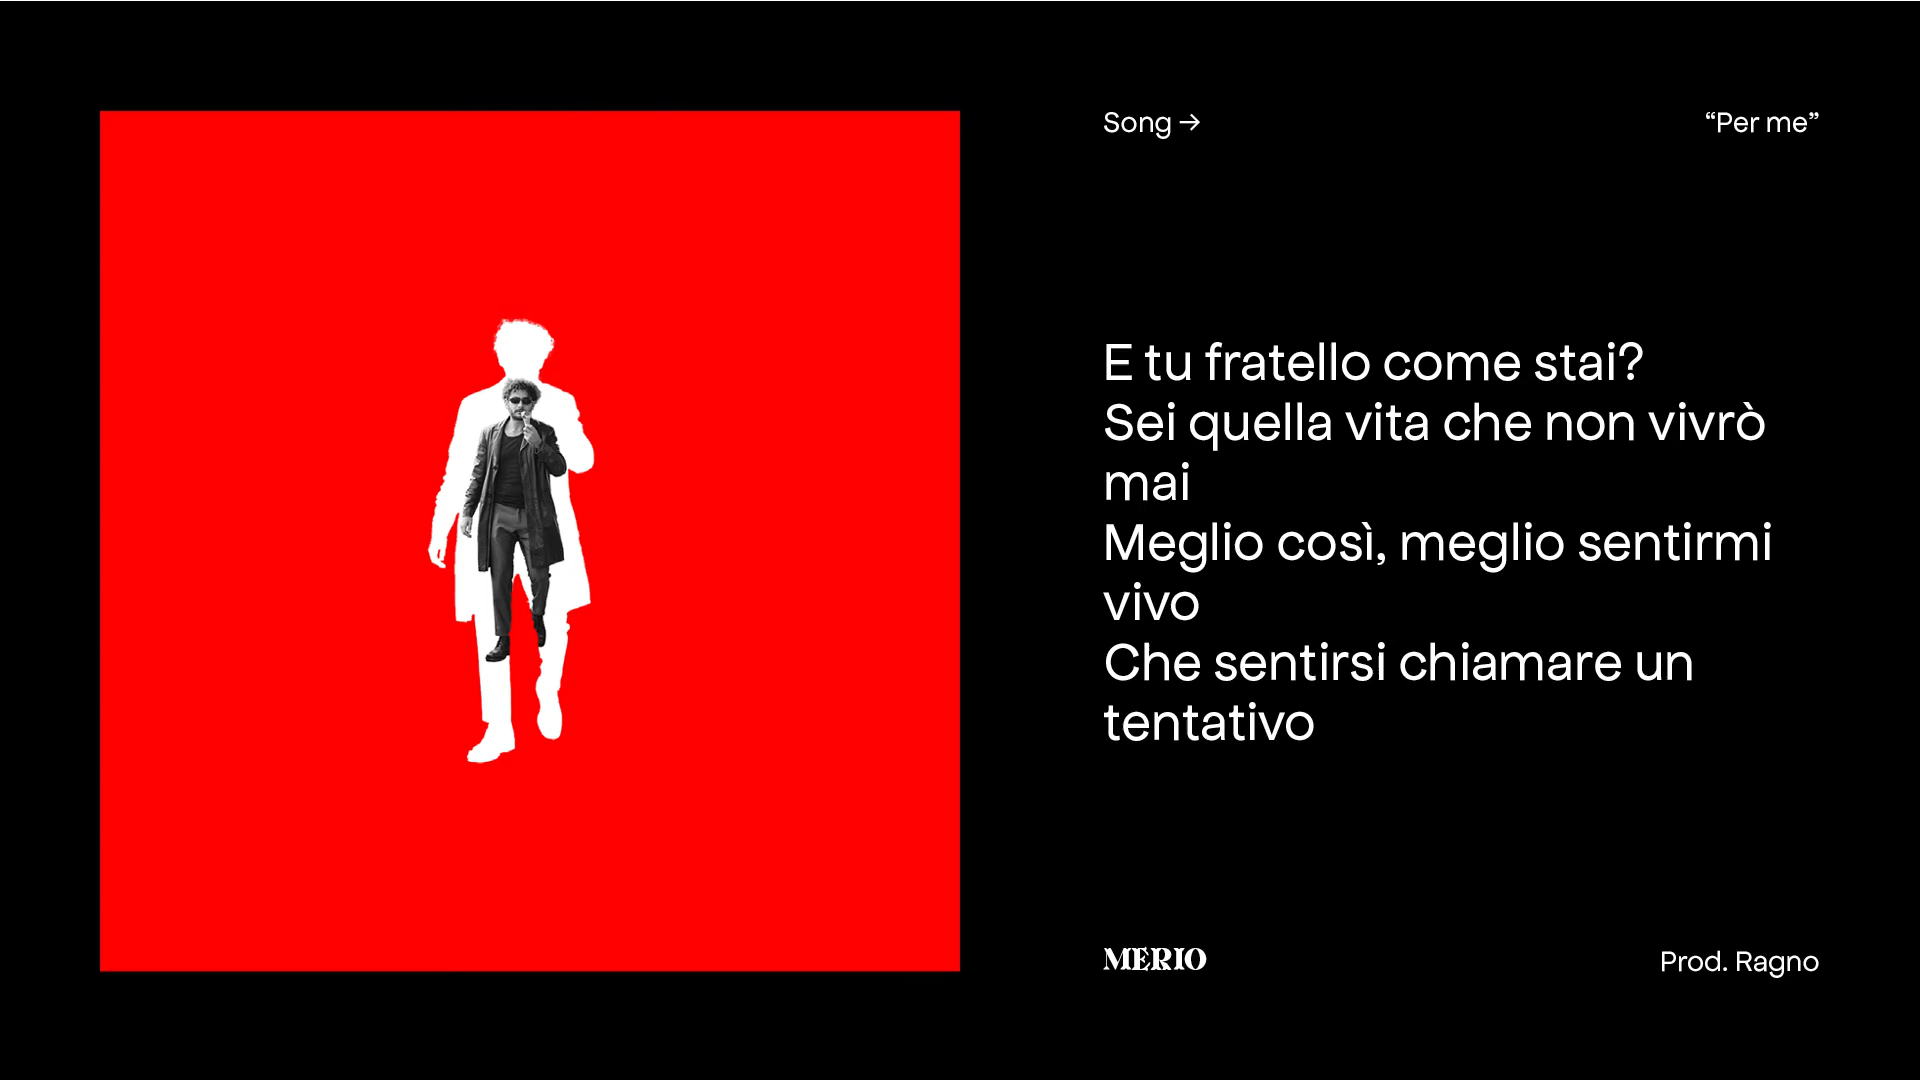 Song →
“Per me”
E tu fratello come stai?
Sei quella vita che non vivrò
mai
Meglio così, meglio sentirmi
vivo
Che sentirsi chiamare un
tentativo
MERIO
Prod. Ragno